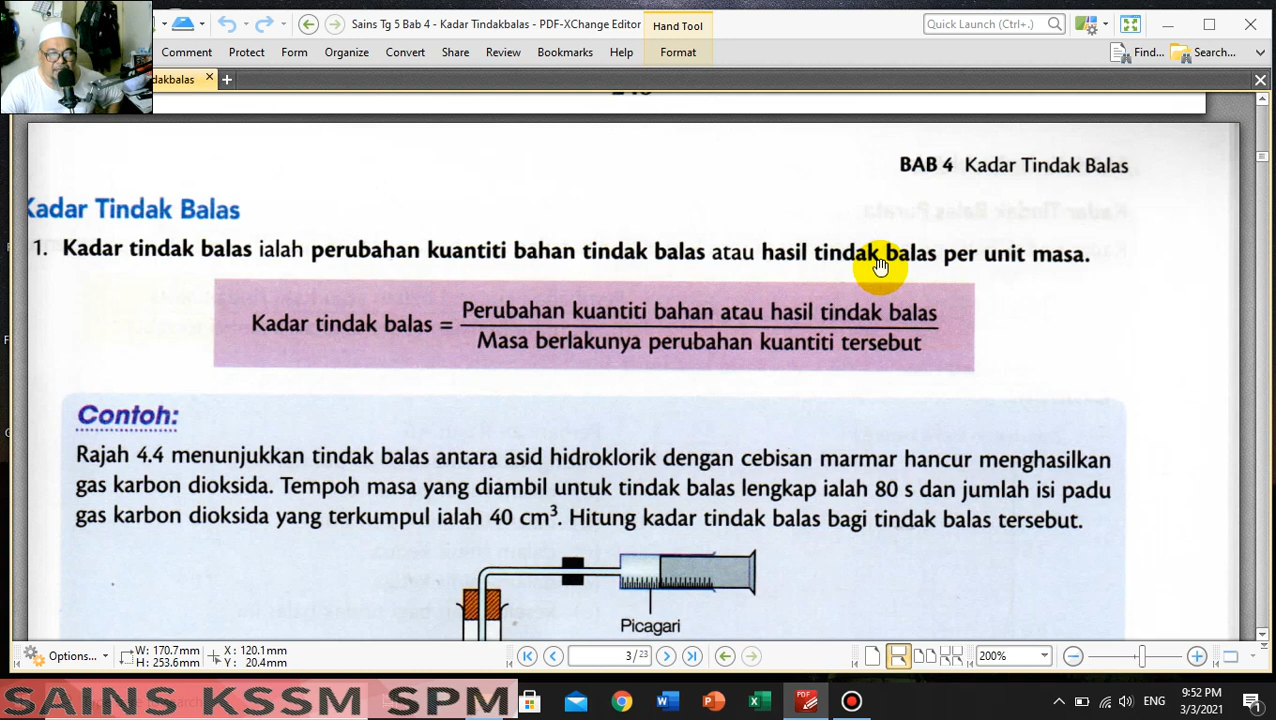 Sains Tg 5 Bab 4 - Kadar Tindakbalas - PDF-XChange Editor
Hand Tool
Quick Launch (Ctrl+.)
Comment Protect Form Organize Convert Share Review Bookmarks Help Format Find... Search...
dakbalas
BAB 4 Kadar Tindak Balas
Kadar Tindak Balas
1. Kadar tindak balas ialah perubahan kuantiti bahan tindak balas atau hasil tindak balas per unit masa.
Kadar tindak balas = Perubahan kuantiti bahan atau hasil tindak balas
Masa berlakunya perubahan kuantiti tersebut
Contoh:
Rajah 4.4 menunjukkan tindak balas antara asid hidroklorik dengan cebisan marmar hancur menghasilkan
gas karbon dioksida. Tempoh masa yang diambil untuk tindak balas lengkap ialah 80 s dan jumlah isi padu
gas karbon dioksida yang terkumpul ialah 40 cm³. Hitung kadar tindak balas bagi tindak balas tersebut.
Picagari
Options...
W: 170.7mm
H: 253.6mm
X: 120.1mm
Y: 20.4mm
3 / 23
200%
SAINS KSSM SPM
ENG
9:52 PM
3/3/2021
1